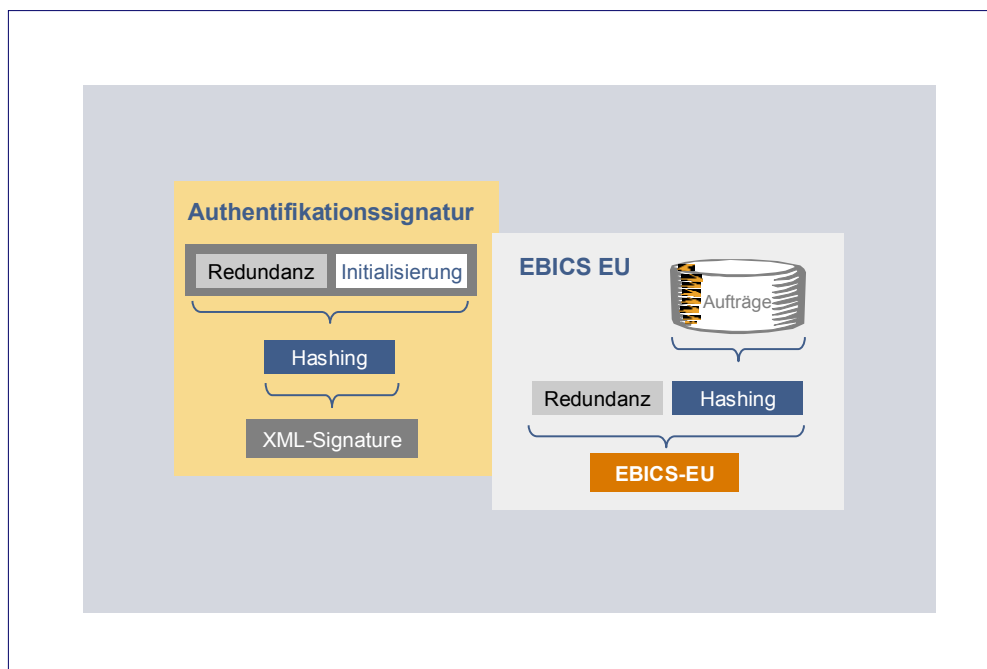 Authentifikationssignatur
Redundanz
Initialisierung
Hashing
XML-Signature
EBICS EU
Aufträge
Redundanz
Hashing
EBICS-EU